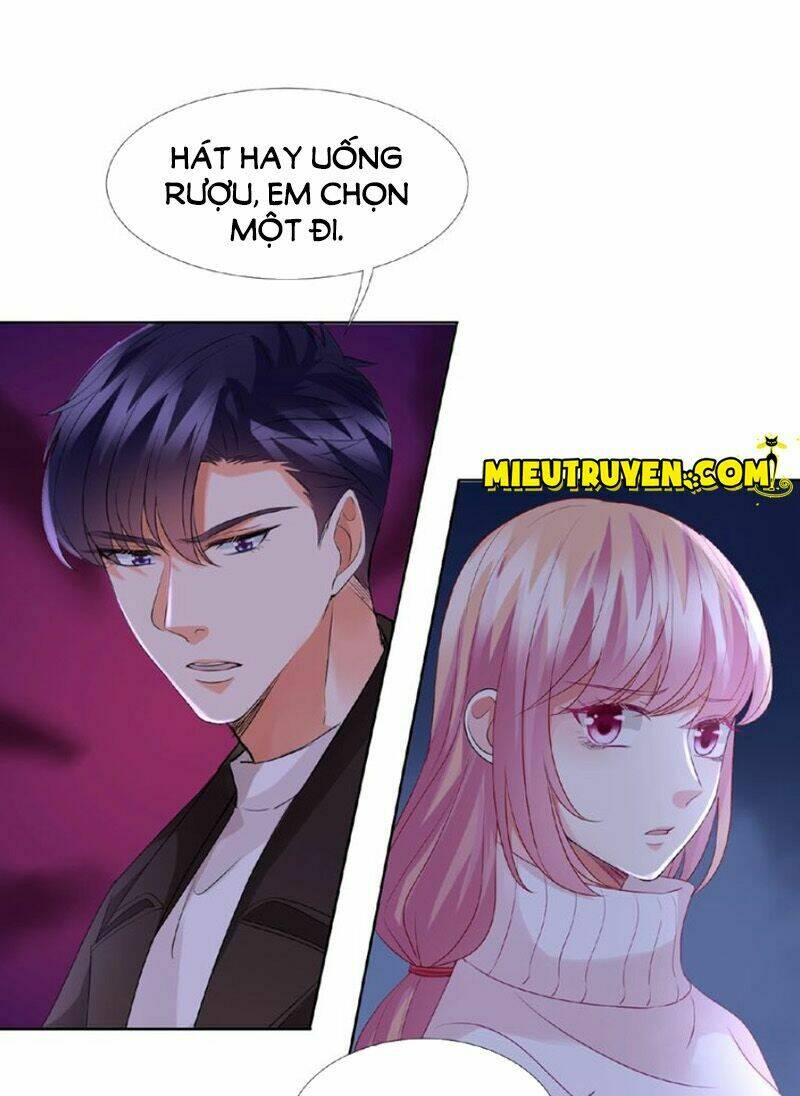 HÁT HAY UỐNG
RƯỢU, EM CHỌN
MỘT ĐI.
MIEUTRUYEN.COM